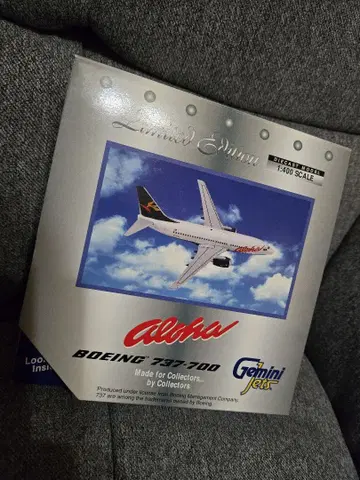 Limited Edition
DIECAST MODEL
1:400 SCALE
aloha
aloha
BOEING 737-700
Made for Collectors...
by Collectors
Gemini
Jets
Produced under license from Boeing Management Company.
737 are among the trademarks owned by Boeing.